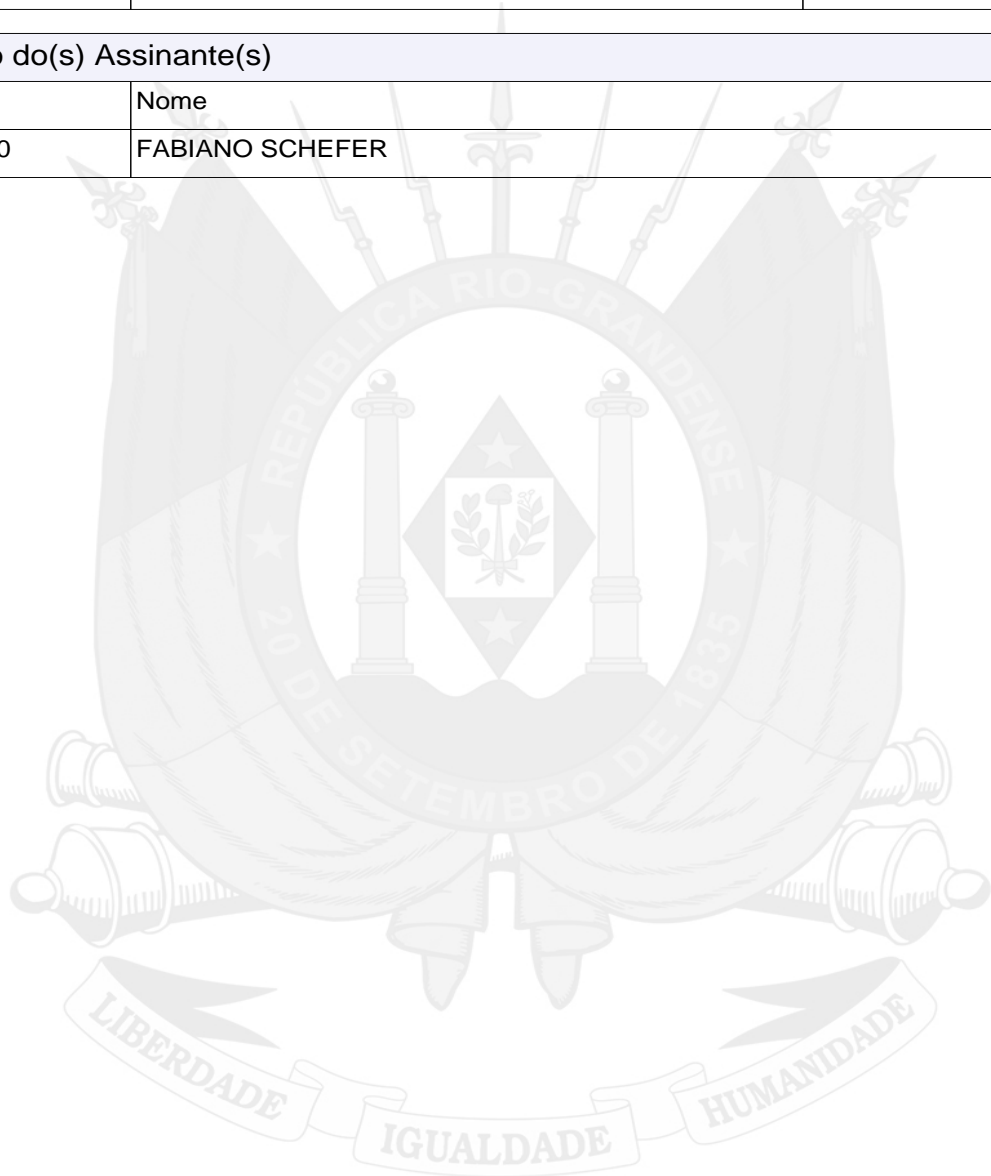 o do(s) Assinante(s)
Nome
0 FABIANO SCHEFER
REPÚBLICA RIO-GRANDENSE
★ 20 DE SETEMBRO DE 1835 ★
LIBERDADE
IGUALDADE
HUMANIDADE